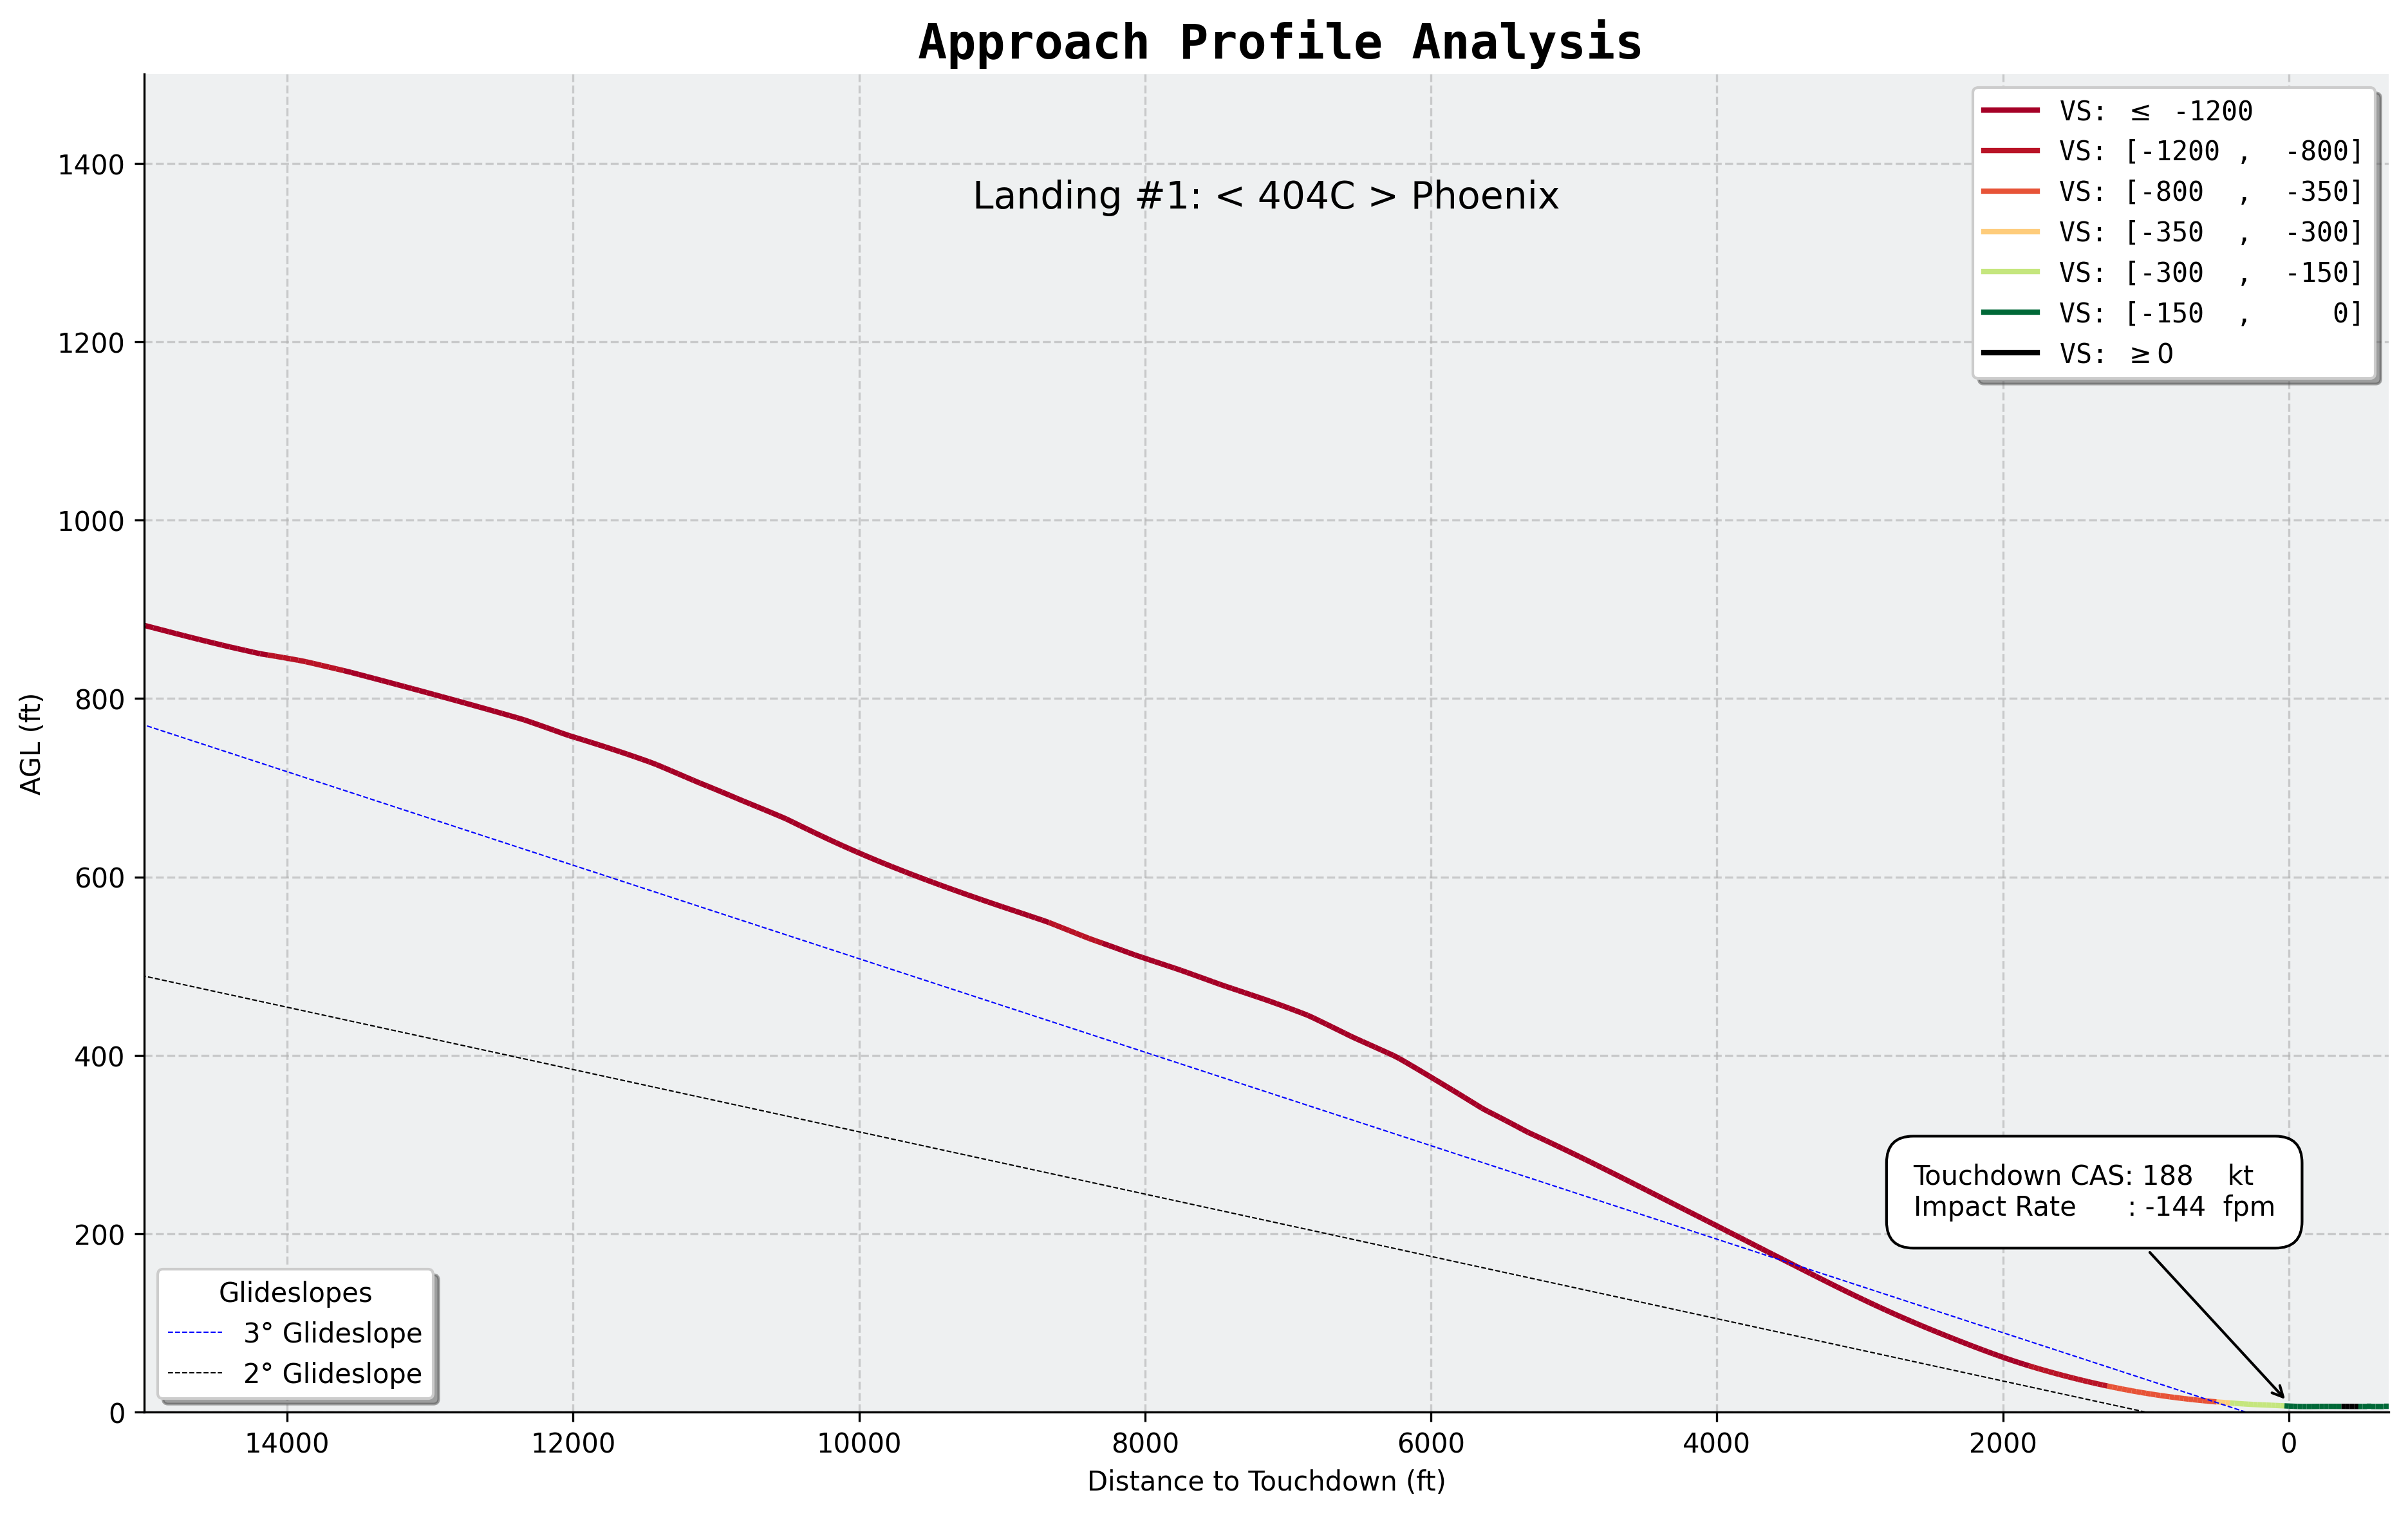 Approach Profile Analysis
Landing #1: < 404C > Phoenix
VS: ≤ -1200
VS: [-1200 , -800]
VS: [-800 , -350]
VS: [-350 , -300]
VS: [-300 , -150]
VS: [-150 , 0]
VS: ≥0
1400
1200
1000
800
600
400
200
0
AGL (ft)
Touchdown CAS: 188 kt
Impact Rate : -144 fpm
Glideslopes
3° Glideslope
2° Glideslope
14000 12000 10000 8000 6000 4000 2000 0
Distance to Touchdown (ft)